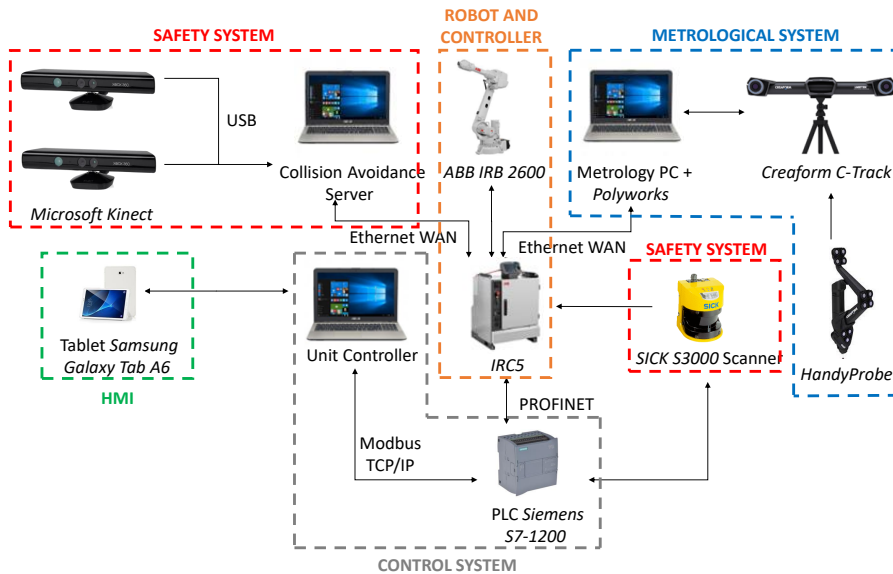 SAFETY SYSTEM
ROBOT AND
CONTROLLER
METROLOGICAL SYSTEM
USB
Microsoft Kinect
Collision Avoidance
Server
ABB IRB 2600
Metrology PC +
Polyworks
Creaform C-Track
Ethernet WAN
Ethernet WAN
SAFETY SYSTEM
SICK
Tablet Samsung
Galaxy Tab A6
HMI
Unit Controller
IRC5
SICK S3000 Scanner
HandyProbe
PROFINET
Modbus
TCP/IP
PLC Siemens
S7-1200
CONTROL SYSTEM